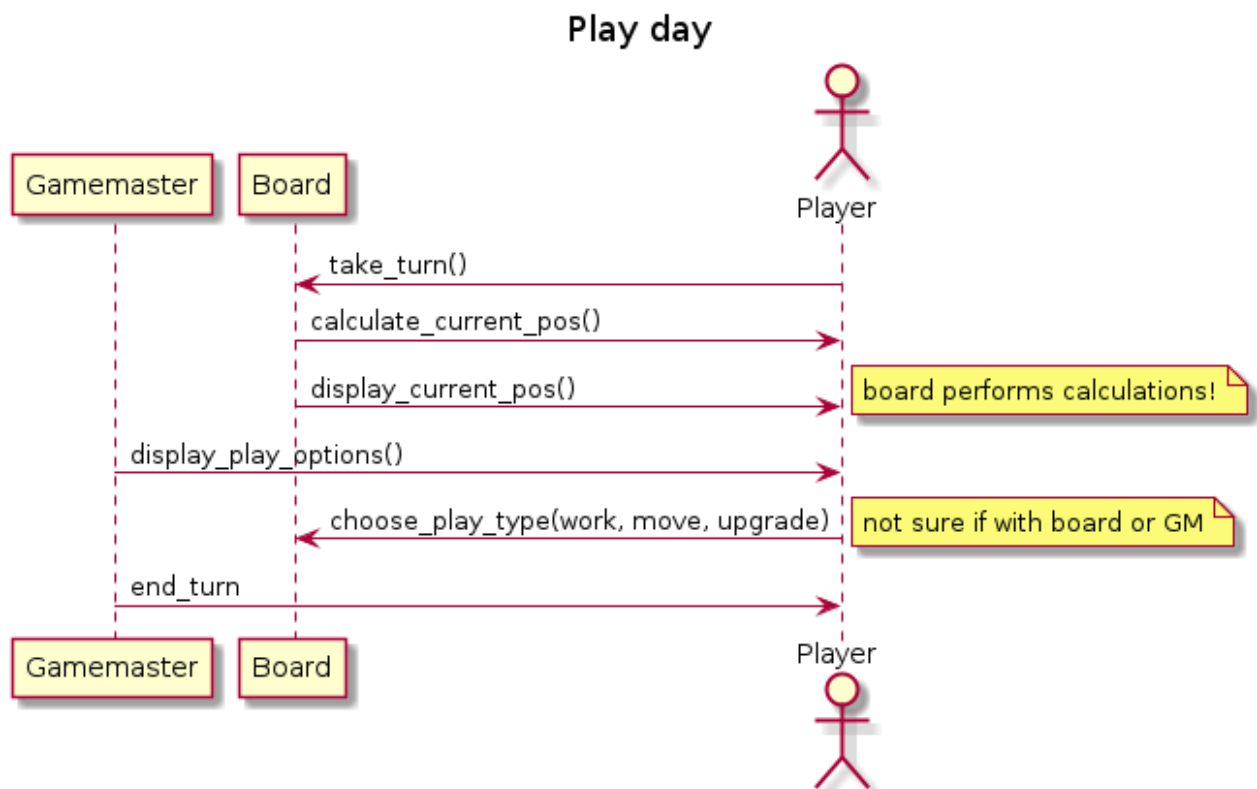 Play day
Player
Gamemaster
Board
take_turn()
calculate_current_pos()
display_current_pos()
board performs calculations!
display_play_options()
choose_play_type(work, move, upgrade)
not sure if with board or GM
end_turn
Gamemaster
Board
Player